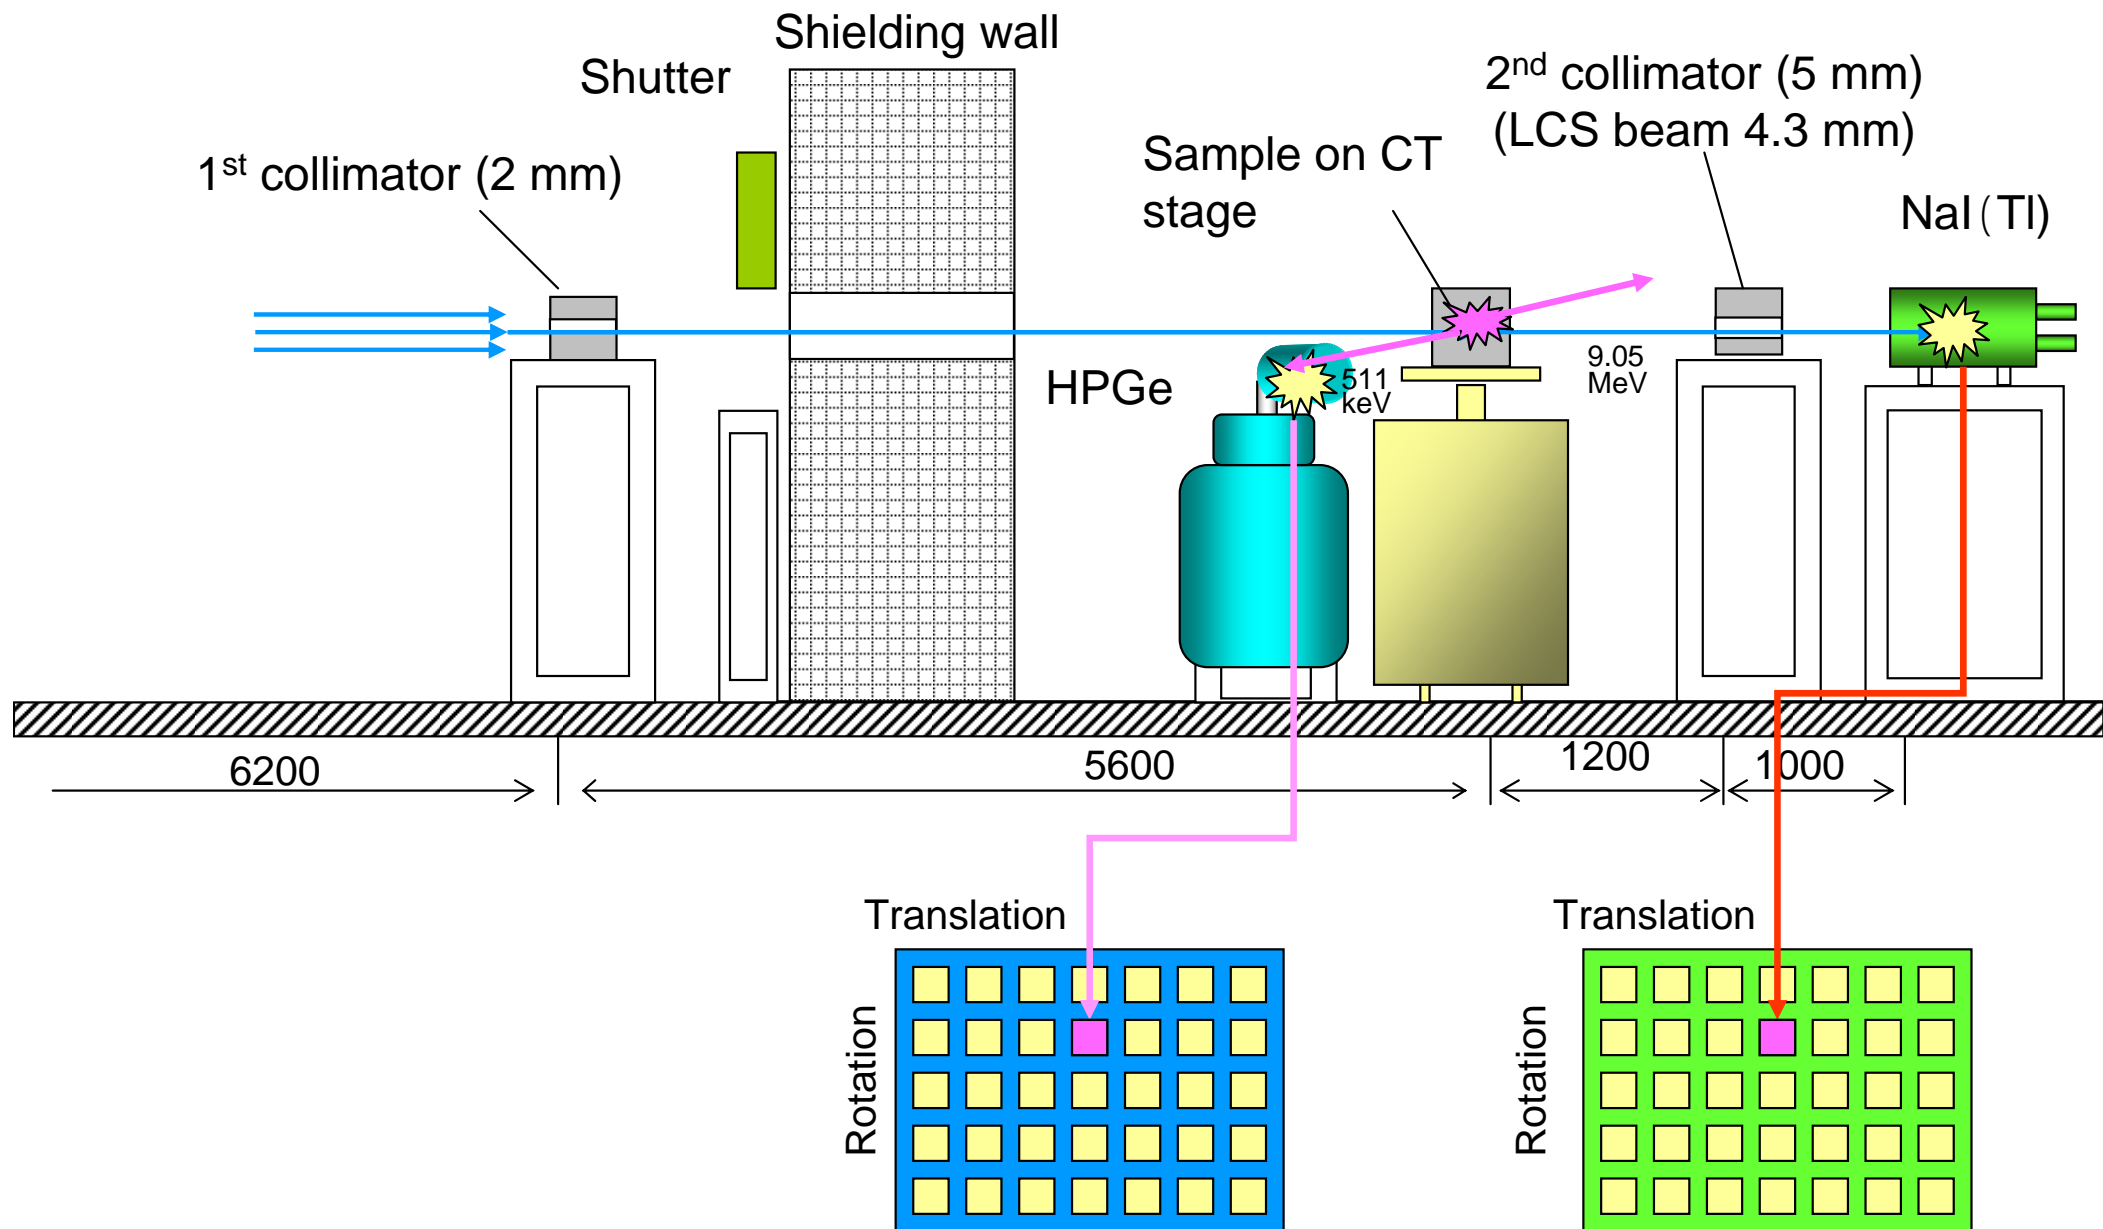 Shielding wall
Shutter
2nd collimator (5 mm)
(LCS beam 4.3 mm)
1st collimator (2 mm)
Sample on CT
stage
NaI (Tl)
HPGe
511
keV
9.05
MeV
6200
5600
1200
1000
Translation
Rotation
Translation
Rotation